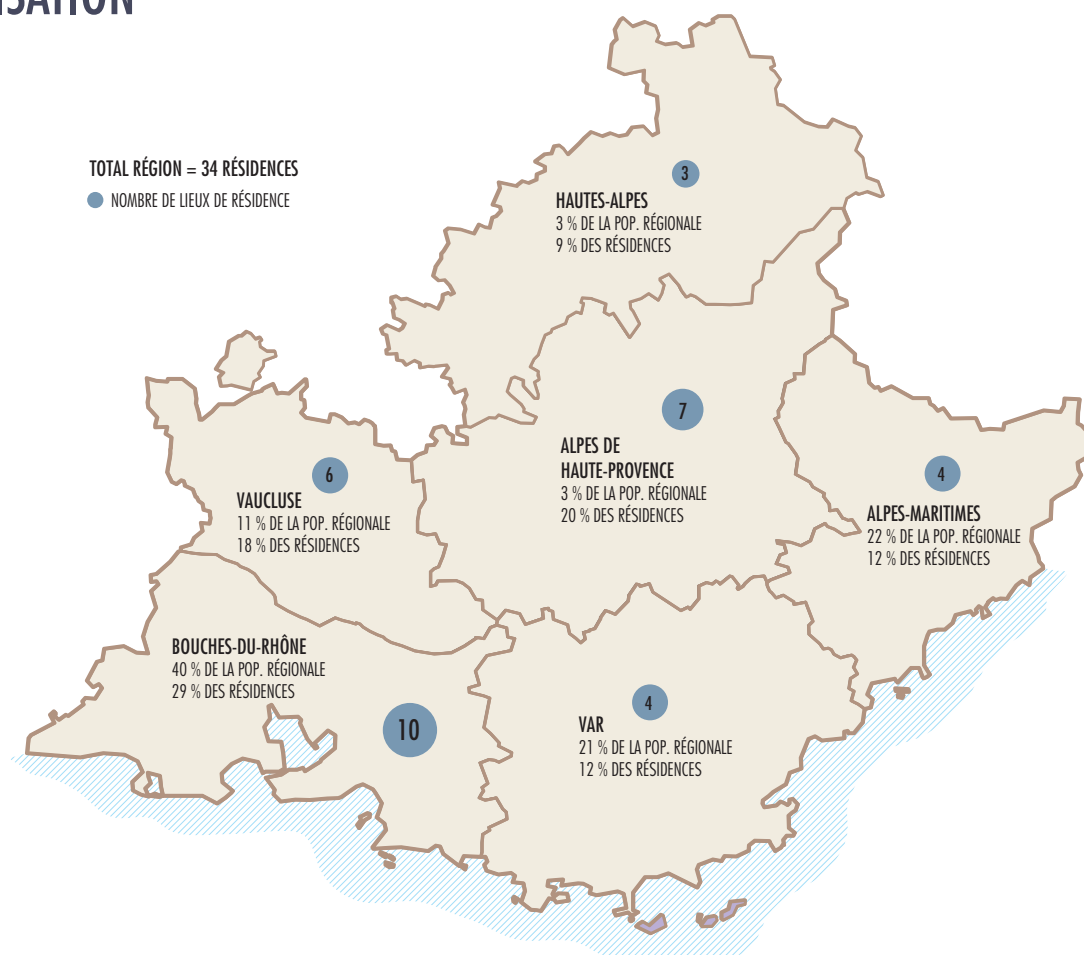 TOTAL RÉGION = 34 RÉSIDENCES
NOMBRE DE LIEUX DE RÉSIDENCE
3
HAUTES-ALPES
3 % DE LA POP. RÉGIONALE
9 % DES RÉSIDENCES
7
ALPES DE
HAUTE-PROVENCE
3 % DE LA POP. RÉGIONALE
20 % DES RÉSIDENCES
6
VAUCLUSE
11 % DE LA POP. RÉGIONALE
18 % DES RÉSIDENCES
4
ALPES-MARITIMES
22 % DE LA POP. RÉGIONALE
12 % DES RÉSIDENCES
BOUCHES-DU-RHÔNE
40 % DE LA POP. RÉGIONALE
29 % DES RÉSIDENCES
10
4
VAR
21 % DE LA POP. RÉGIONALE
12 % DES RÉSIDENCES